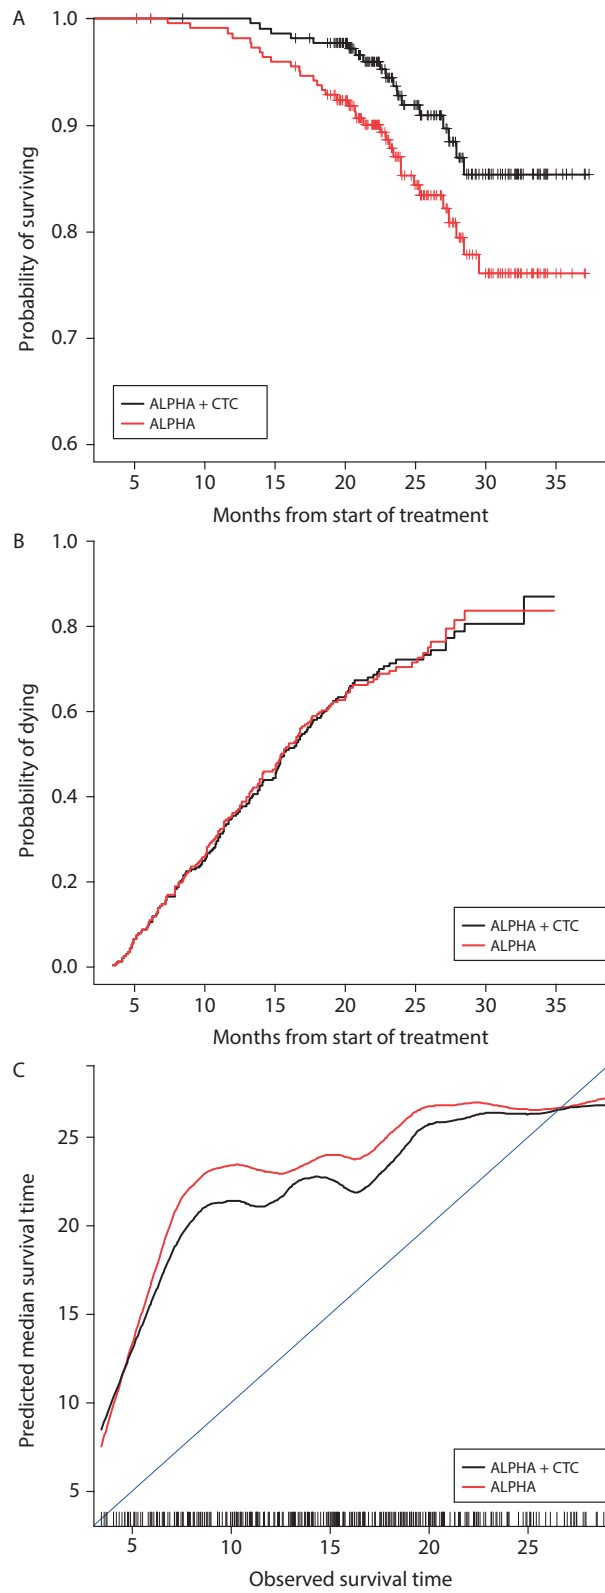 A
Probability of surviving
1.0
0.9
0.8
0.7
0.6
ALPHA + CTC
ALPHA
5 10 15 20 25 30 35
Months from start of treatment
B
Probability of dying
1.0
0.8
0.6
0.4
0.2
0.0
ALPHA + CTC
ALPHA
5 10 15 20 25 30 35
Months from start of treatment
C
Predicted median survival time
25
20
15
10
5
ALPHA + CTC
ALPHA
5 10 15 20 25
Observed survival time